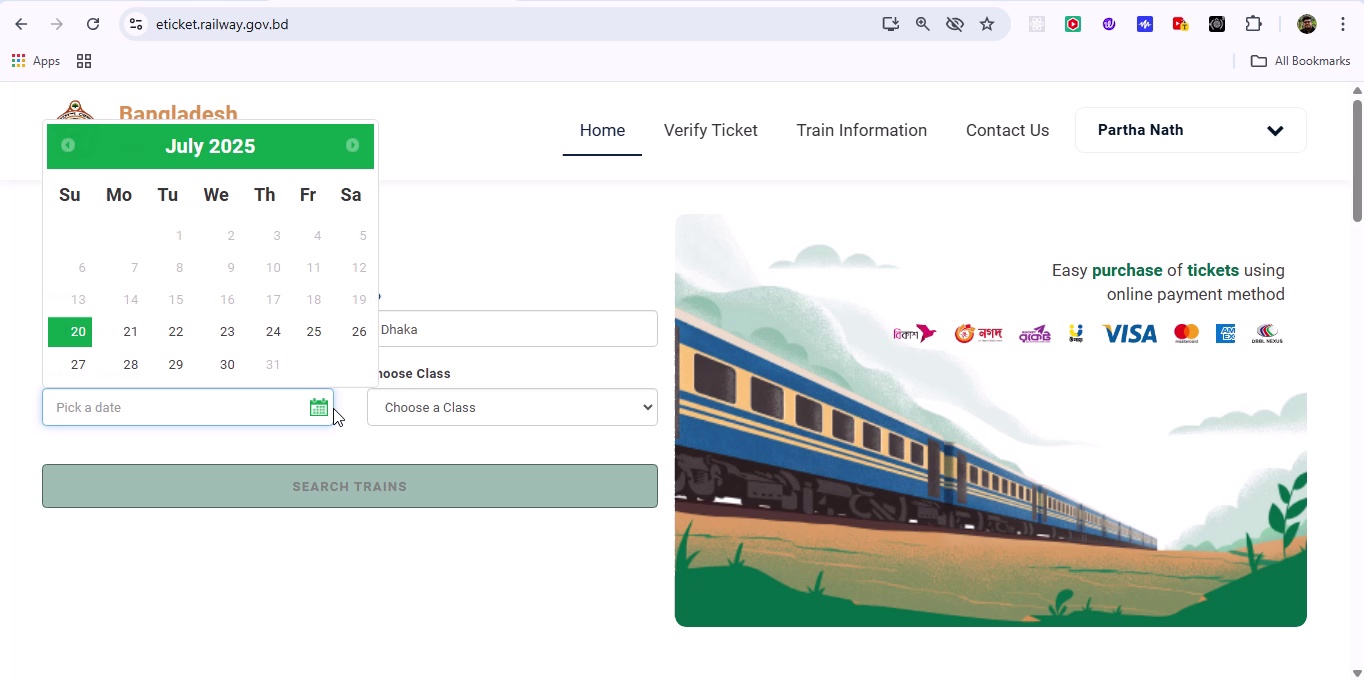 eticket.railway.gov.bd
Apps
All Bookmarks
Bangladesh
Home
Verify Ticket
Train Information
Contact Us
Partha Nath
July 2025
Su Mo Tu We Th Fr Sa
1 2 3 4 5
6 7 8 9 10 11 12
13 14 15 16 17 18 19
20 21 22 23 24 25 26
27 28 29 30 31
Dhaka
hoose Class
Pick a date
Choose a Class
SEARCH TRAINS
Easy purchase of tickets using
online payment method
বিকাশ নগদ রকেট উপায় VISA mastercard AM EX DBBL NEXUS